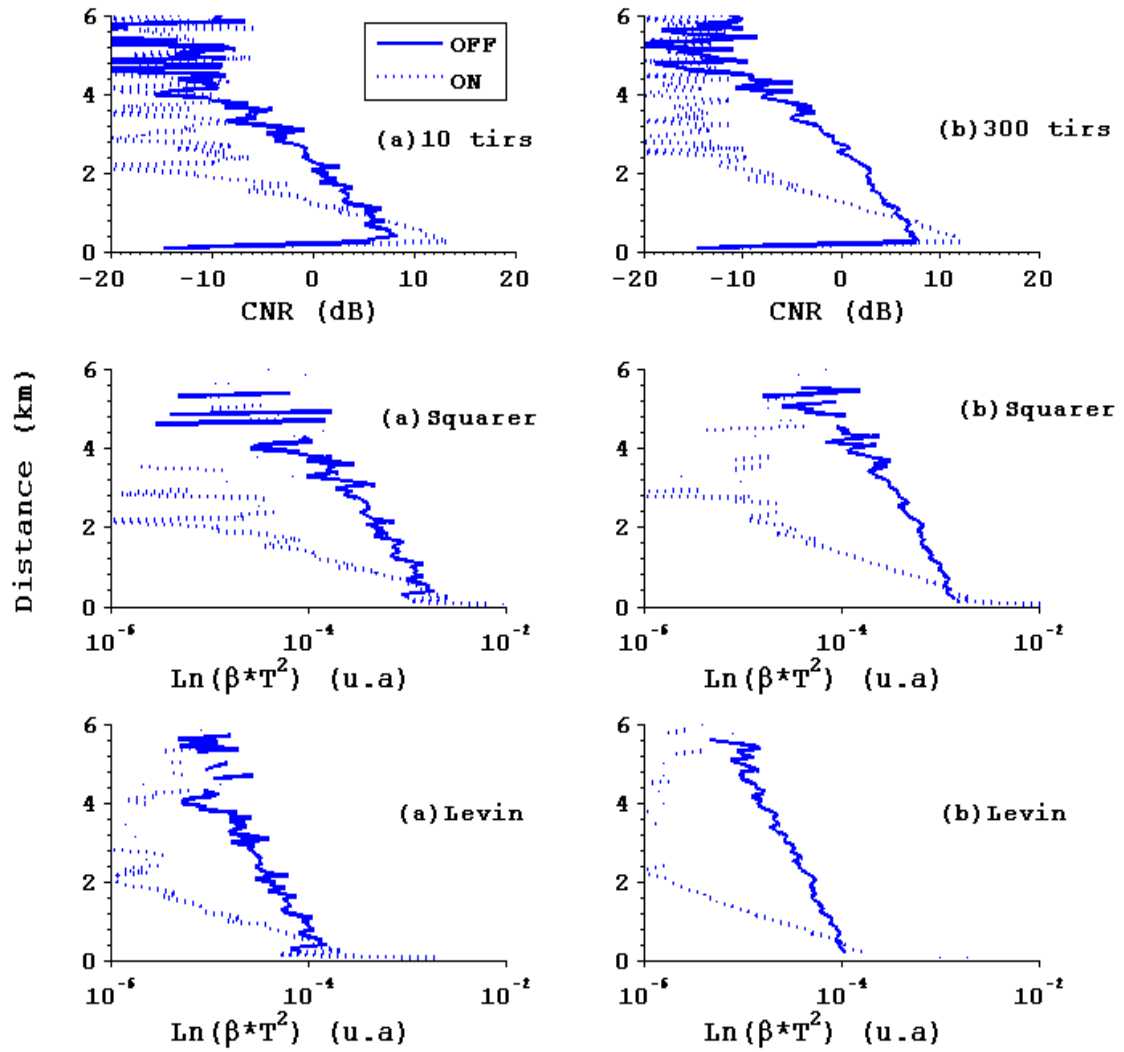 6
4
2
0
-20 -10 0 10 20
CNR (dB)
OFF
ON
(a)10 tirs
6
4
2
0
-20 -10 0 10 20
CNR (dB)
(b)300 tirs
Distance (km)
6
4
2
0
10⁻⁶ 10⁻⁴ 10⁻²
Ln(β*T²) (u.a)
(a)Squarer
6
4
2
0
10⁻⁶ 10⁻⁴ 10⁻²
Ln(β*T²) (u.a)
(b)Squarer
6
4
2
0
10⁻⁶ 10⁻⁴ 10⁻²
Ln(β*T²) (u.a)
(a)Levin
6
4
2
0
10⁻⁶ 10⁻⁴ 10⁻²
Ln(β*T²) (u.a)
(b)Levin